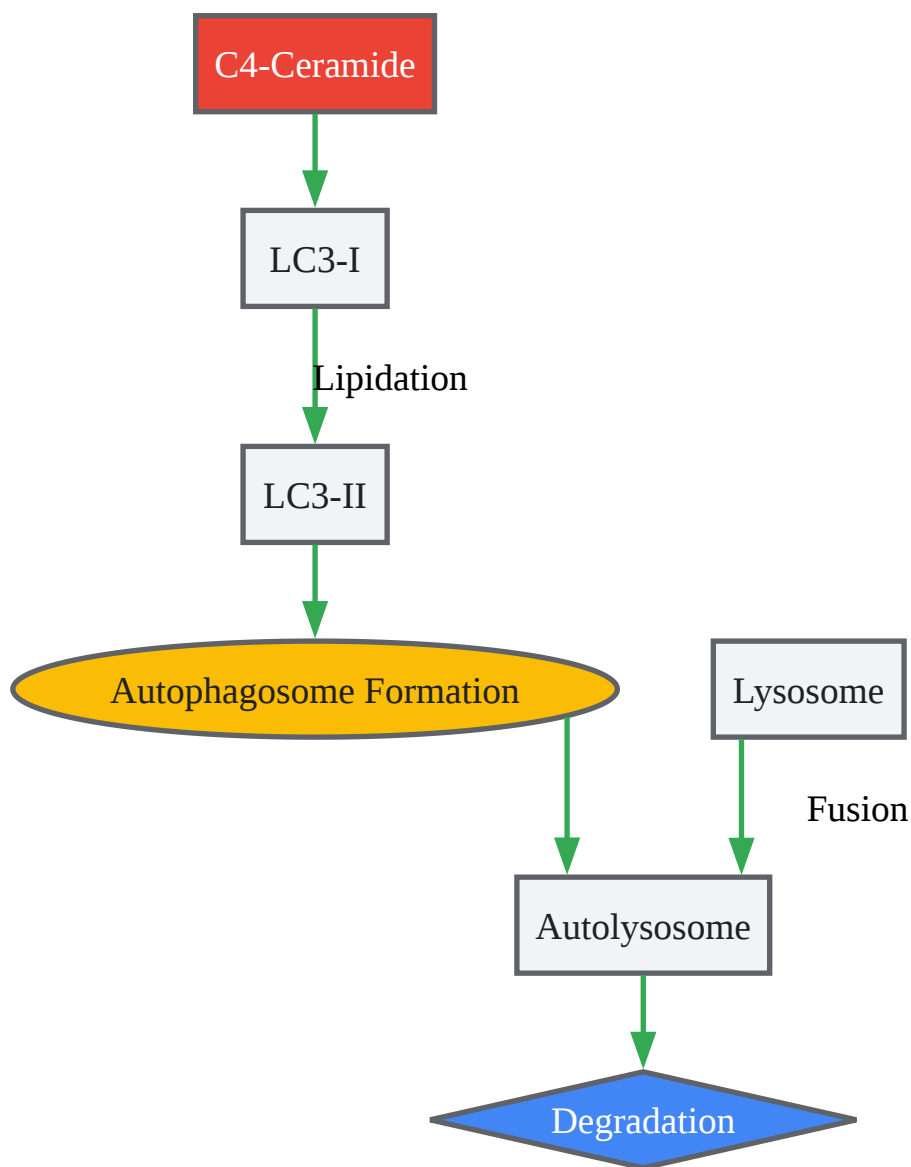 C4-Ceramide
LC3-I
Lipidation
LC3-II
Autophagosome Formation
Lysosome
Fusion
Autolysosome
Degradation